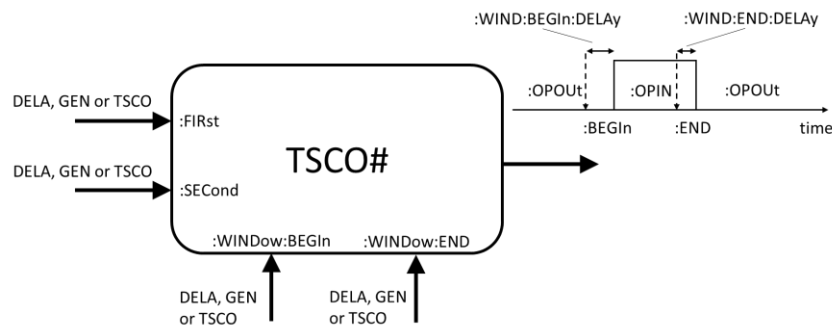 :WIND:BEGIn:DELAy
:WIND:END:DELAy
:OPOUt
:OPIN
:OPOUt
:BEGIn
:END
time
DELA, GEN or TSCO
:FIRst
DELA, GEN or TSCO
:SECond
TSCO#
:WINDow:BEGIn
:WINDow:END
DELA, GEN
or TSCO
DELA, GEN
or TSCO